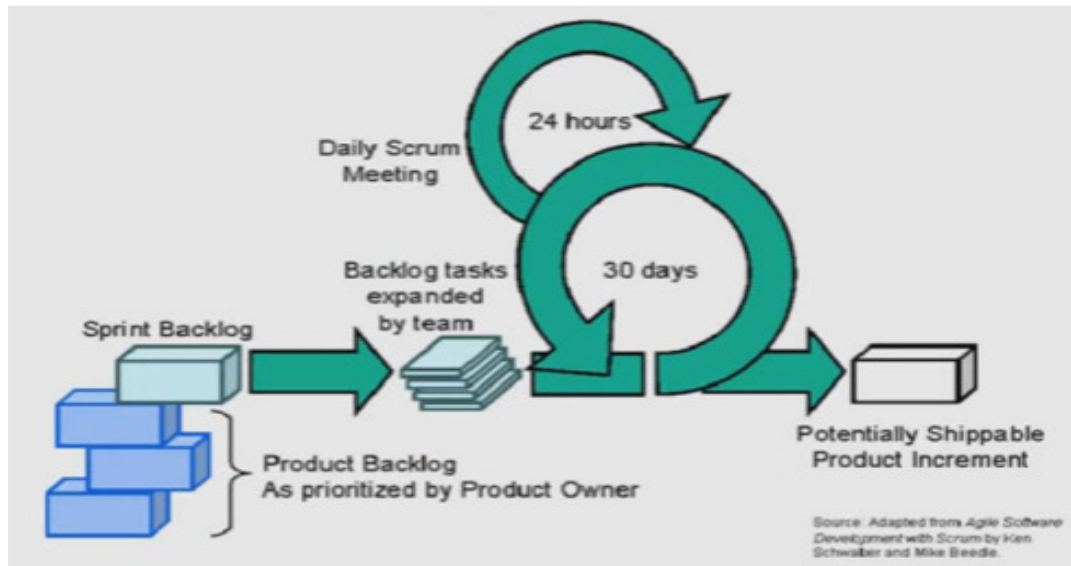 24 hours
Daily Scrum
Meeting
Backlog tasks
expanded
by team
30 days
Sprint Backlog
Potentially Shippable
Product Increment
Product Backlog
As prioritized by Product Owner
Source: Adapted from Agile Software
Development with Scrum by Ken
Schwaber and Mike Beedle.